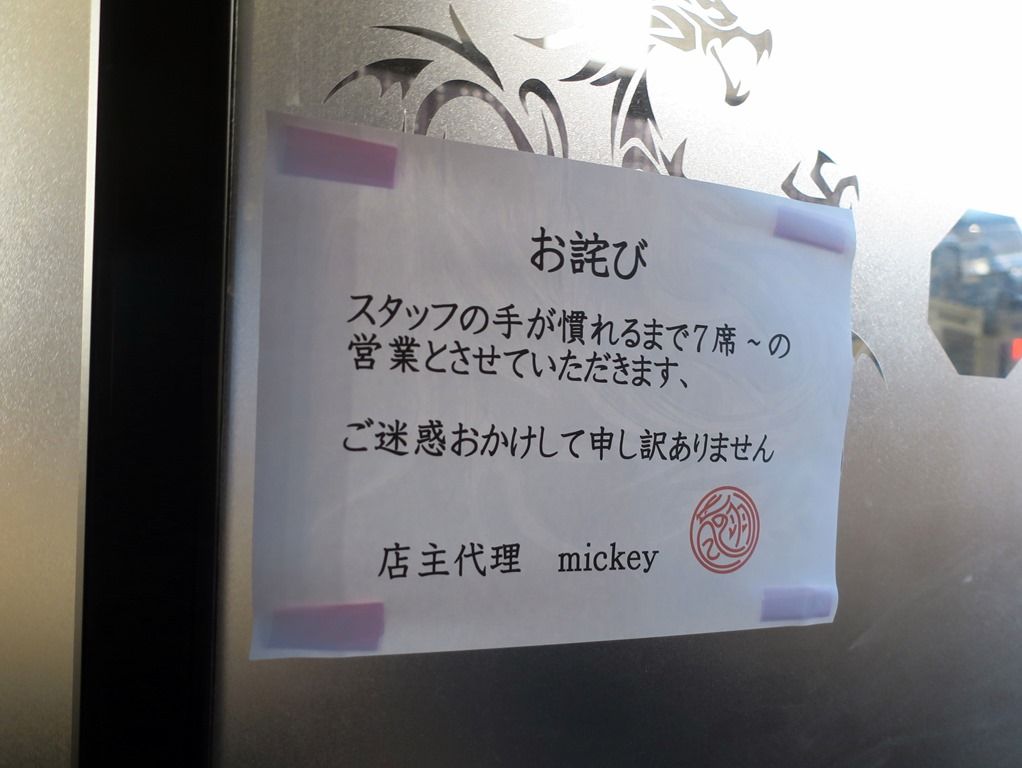 お詫び
スタッフの手が慣れるまで7席~の
営業とさせていただきます、
ご迷惑おかけして申し訳ありません
店主代理 mickey